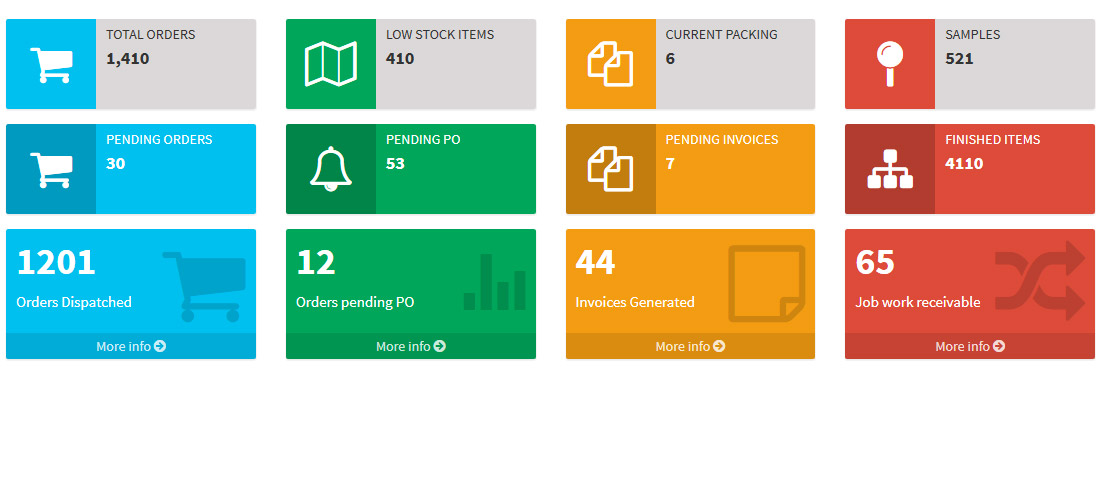 TOTAL ORDERS
1,410
LOW STOCK ITEMS
410
CURRENT PACKING
6
SAMPLES
521
PENDING ORDERS
30
PENDING PO
53
PENDING INVOICES
7
FINISHED ITEMS
4110
1201
Orders Dispatched
More info
12
Orders pending PO
More info
44
Invoices Generated
More info
65
Job work receivable
More info